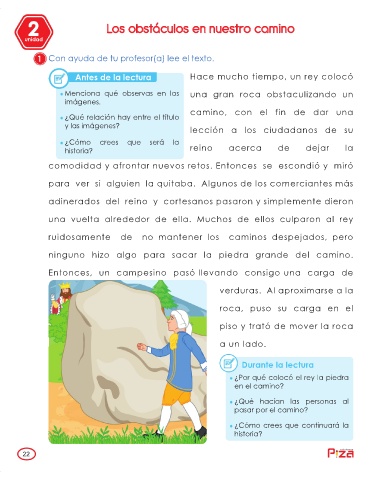 2
unidad
Los obstáculos en nuestro camino
1 Con ayuda de tu profesor(a) lee el texto.
Antes de la lectura
Menciona qué observas en las
imágenes.
¿Qué relación hay entre el título
y las imágenes?
¿Cómo crees que será la
historia?
Hace mucho tiempo, un rey colocó
una gran roca obstaculizando un
camino, con el fin de dar una
lección a los ciudadanos de su
reino acerca de dejar la
comodidad y afrontar nuevos retos. Entonces se escondió y miró
para ver si alguien la quitaba. Algunos de los comerciantes más
adinerados del reino y cortesanos pasaron y simplemente dieron
una vuelta alrededor de ella. Muchos de ellos culparon al rey
ruidosamente de no mantener los caminos despejados, pero
ninguno hizo algo para sacar la piedra grande del camino.
Entonces, un campesino pasó llevando consigo una carga de
verduras. Al aproximarse a la
roca, puso su carga en el
piso y trató de mover la roca
a un lado.
Durante la lectura
¿Por qué colocó el rey la piedra
en el camino?
¿Qué hacían las personas al
pasar por el camino?
¿Cómo crees que continuará la
historia?
22
Piza